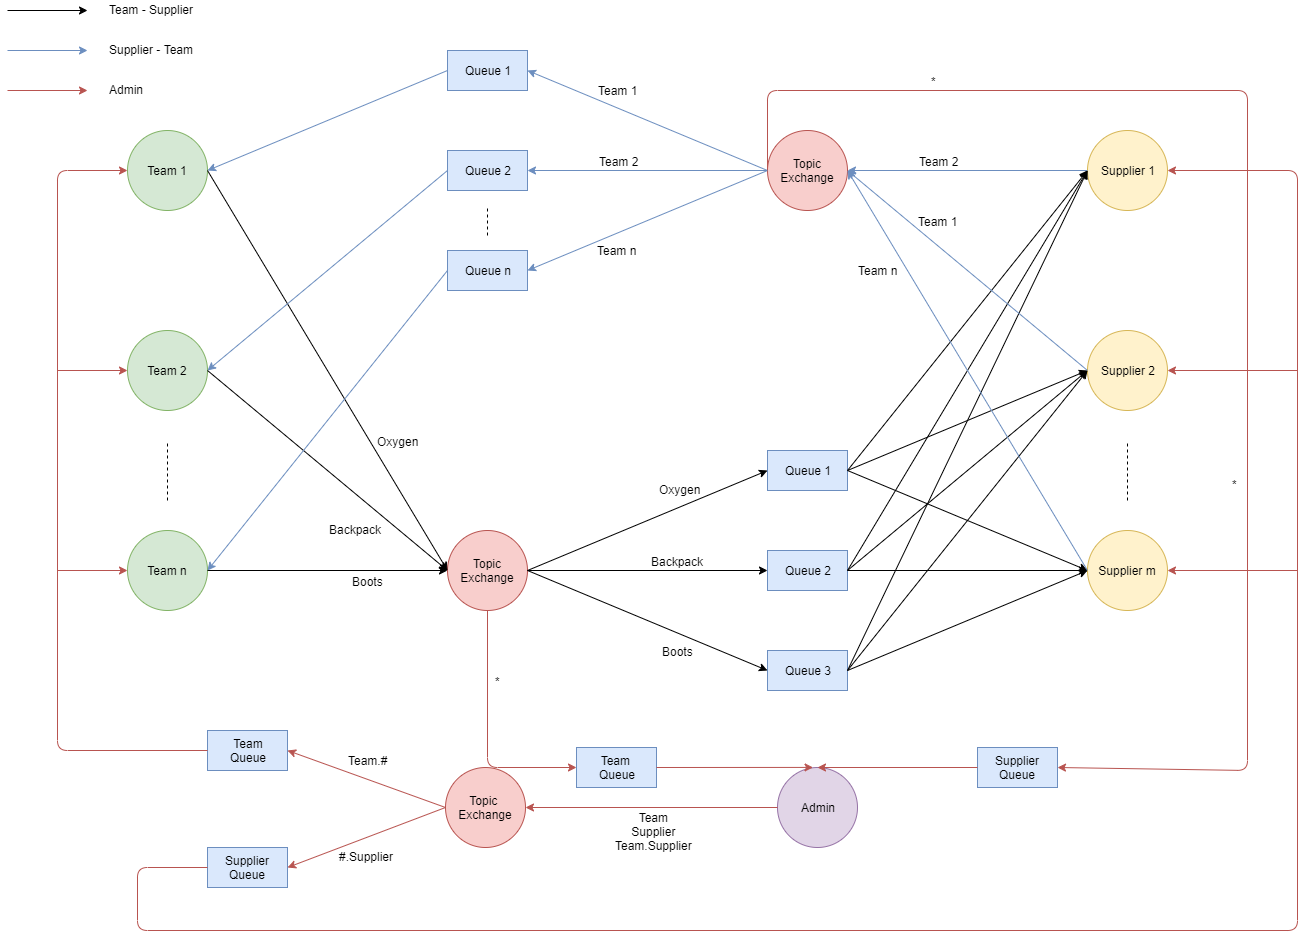 Team - Supplier
Supplier - Team
Admin
Queue 1
Team 1
*
Team 1
Queue 2
Team 2
Topic
Exchange
Team 2
Supplier 1
Team 1
Queue n
Team n
Team n
Team 2
Supplier 2
Oxygen
Queue 1
Oxygen
*
Backpack
Team n
Boots
Topic
Exchange
Backpack
Queue 2
Supplier m
Boots
Queue 3
*
Team
Queue
Team.#
Team
Queue
Supplier
Queue
Topic
Exchange
Admin
Team
Supplier
Team.Supplier
Supplier
Queue
#.Supplier